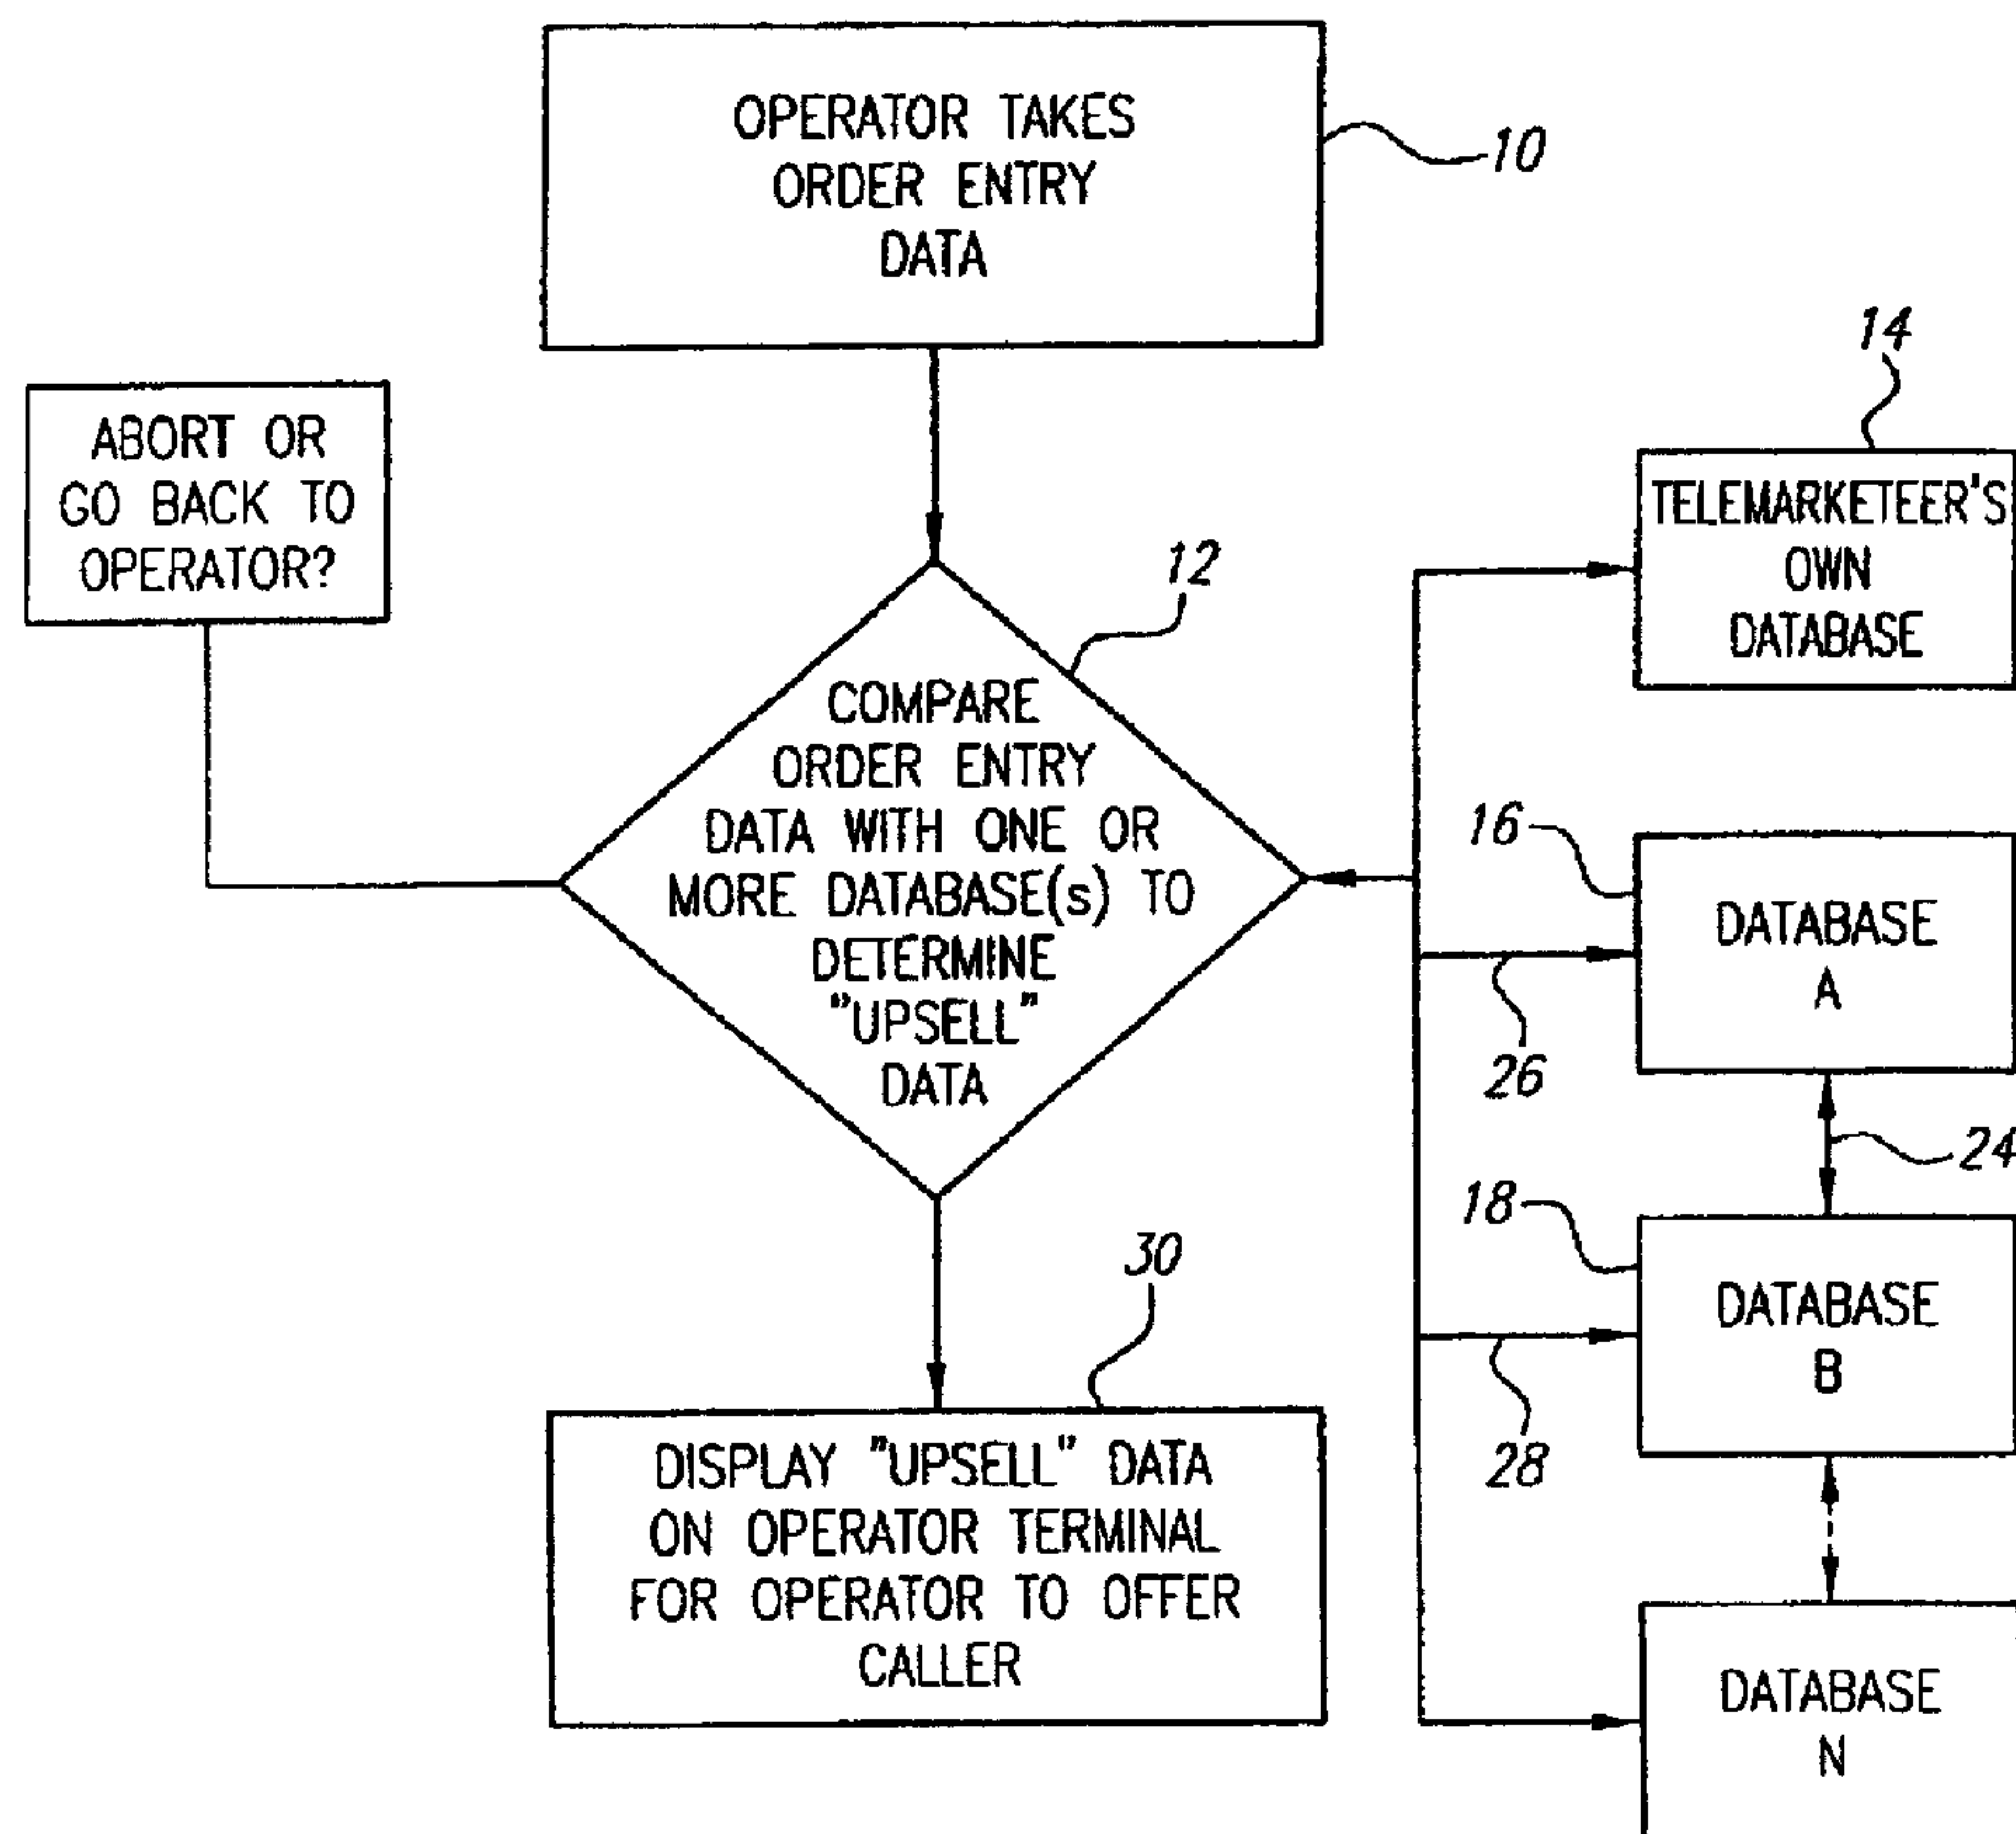 OPERATOR TAKES
ORDER ENTRY
DATA
10
ABORT OR
GO BACK TO
OPERATOR?
12
COMPARE
ORDER ENTRY
DATA WITH ONE OR
MORE DATABASE(s) TO
DETERMINE
"UPSELL"
DATA
14
TELEMARKETEER'S
OWN
DATABASE
16
DATABASE
A
26
24
18
DATABASE
B
28
30
DISPLAY "UPSELL" DATA
ON OPERATOR TERMINAL
FOR OPERATOR TO OFFER
CALLER
DATABASE
N